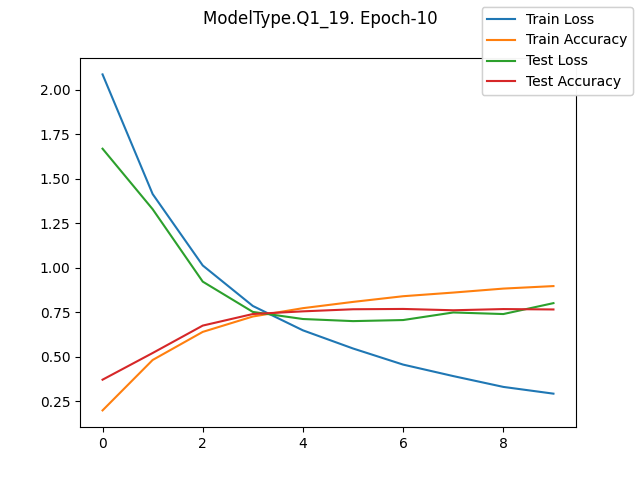 ModelType.Q1_19. Epoch-10
Train Loss
Train Accuracy
Test Loss
Test Accuracy
2.00
1.75
1.50
1.25
1.00
0.75
0.50
0.25
0 2 4 6 8